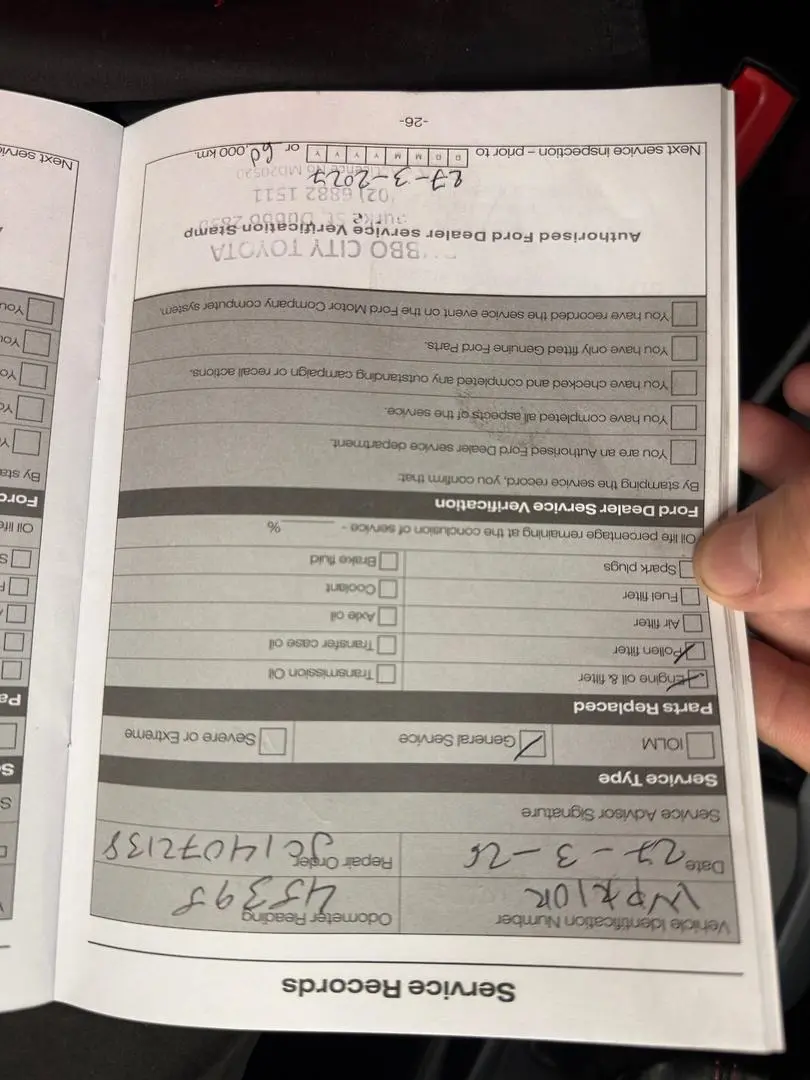 Service Records
Vehicle Identification Number
Odometer Reading
45398
Date 27-3-26
Repair Order
JC14072138
Service Advisor Signature
Service Type
IOLM
General Service
Severe or Extreme
Parts Replaced
Engine oil & filter
Transmission Oil
Pollen filter
Transfer case oil
Air filter
Axle oil
Fuel filter
Coolant
Spark plugs
Brake fluid
Oil life percentage remaining at the conclusion of service - %
Ford Dealer Service Verification
By stamping the service record, you confirm that:
You are an Authorised Ford Dealer service department.
You have completed all aspects of the service.
You have checked and completed any outstanding campaign or recall actions.
You have only fitted Genuine Ford Parts.
You have recorded the service event on the Ford Motor Company computer system.
BBO CITY TOYOTA
Authorised Ford Dealer service Verification Stamp
St. Dubbo 2830
(02) 6882 1511
27-3-2027
Next service inspection – prior to D D M M Y Y Y Y or 60,000 km.
-26-